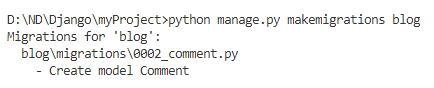 D:\ND\Django\myProject>python manage.py makemigrations blog
Migrations for 'blog':
  blog\migrations\0002_comment.py
    - Create model Comment